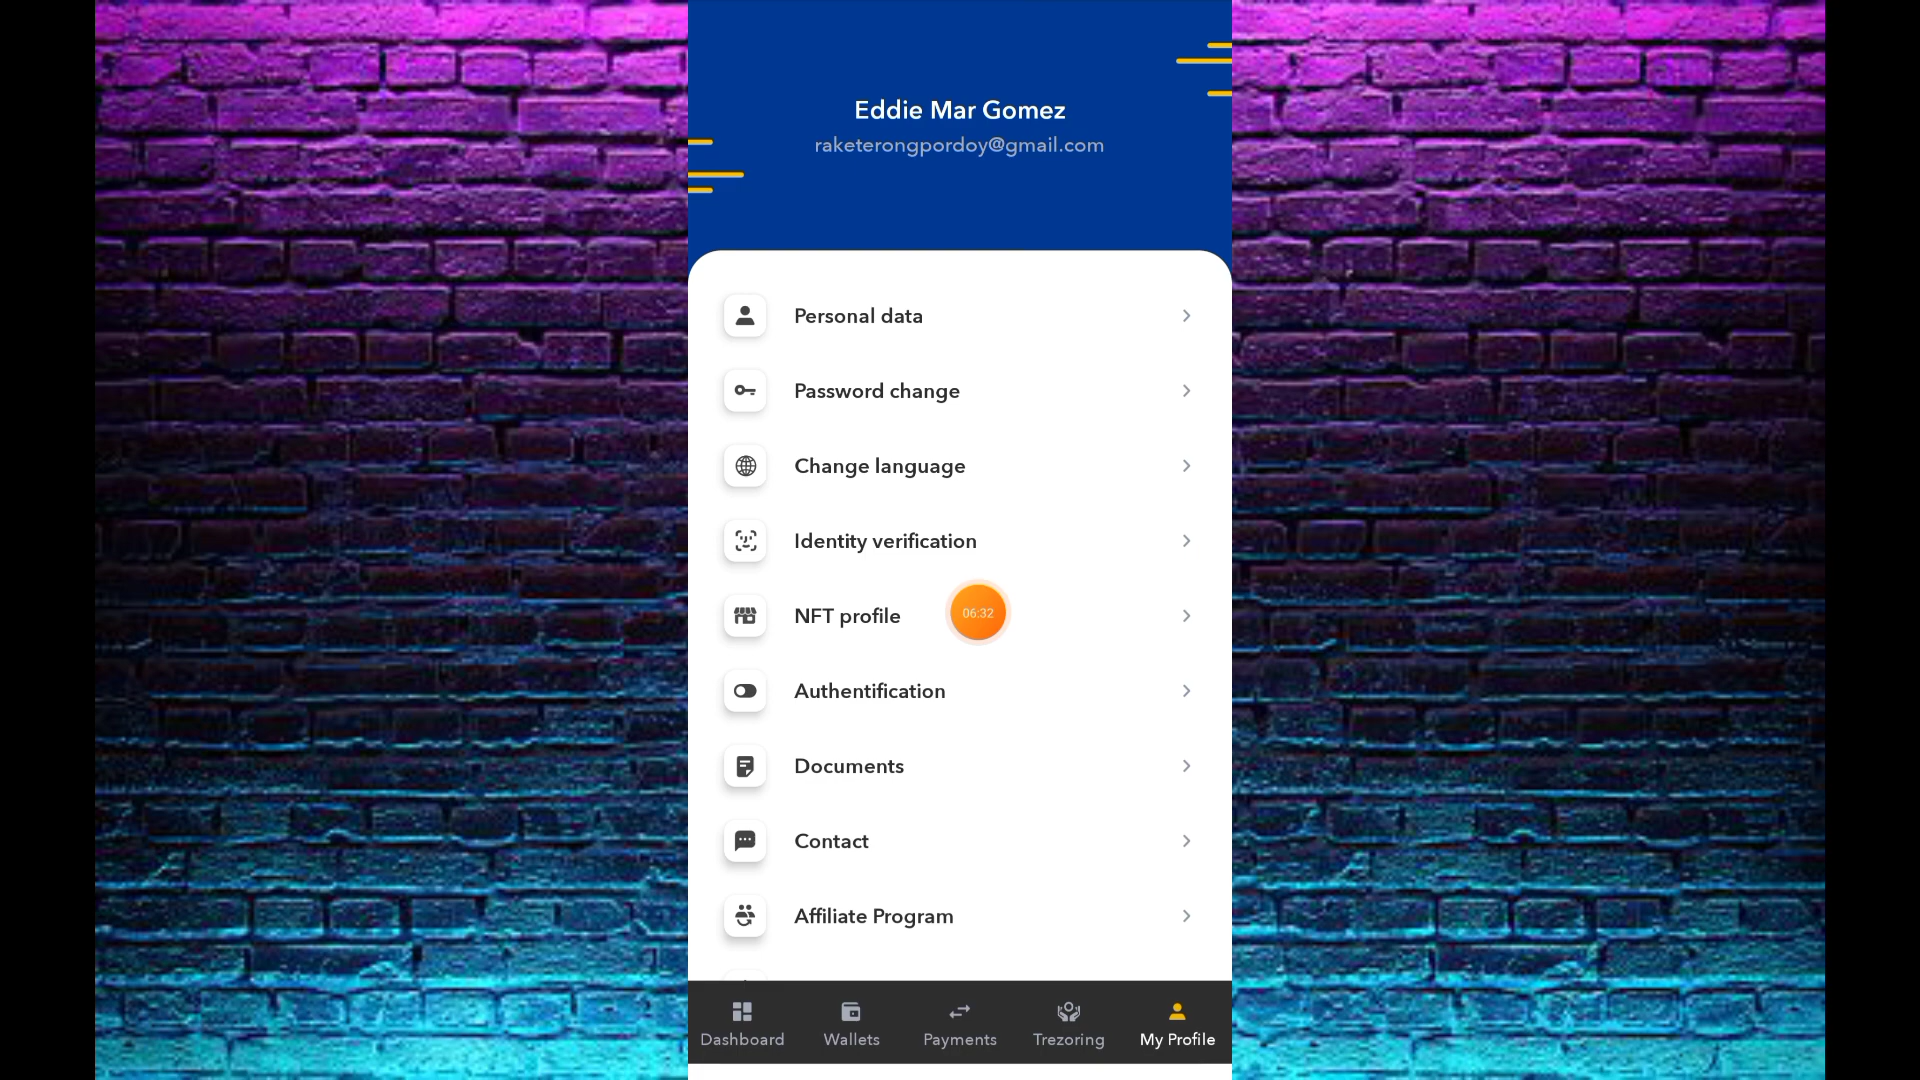 Eddie Mar Gomez
raketerongpordoy@gmail.com
Personal data
Password change
Change language
Identity verification
NFT profile
06:32
Authentification
Documents
Contact
Affiliate Program
Dashboard
Wallets
Payments
Trezoring
My Profile